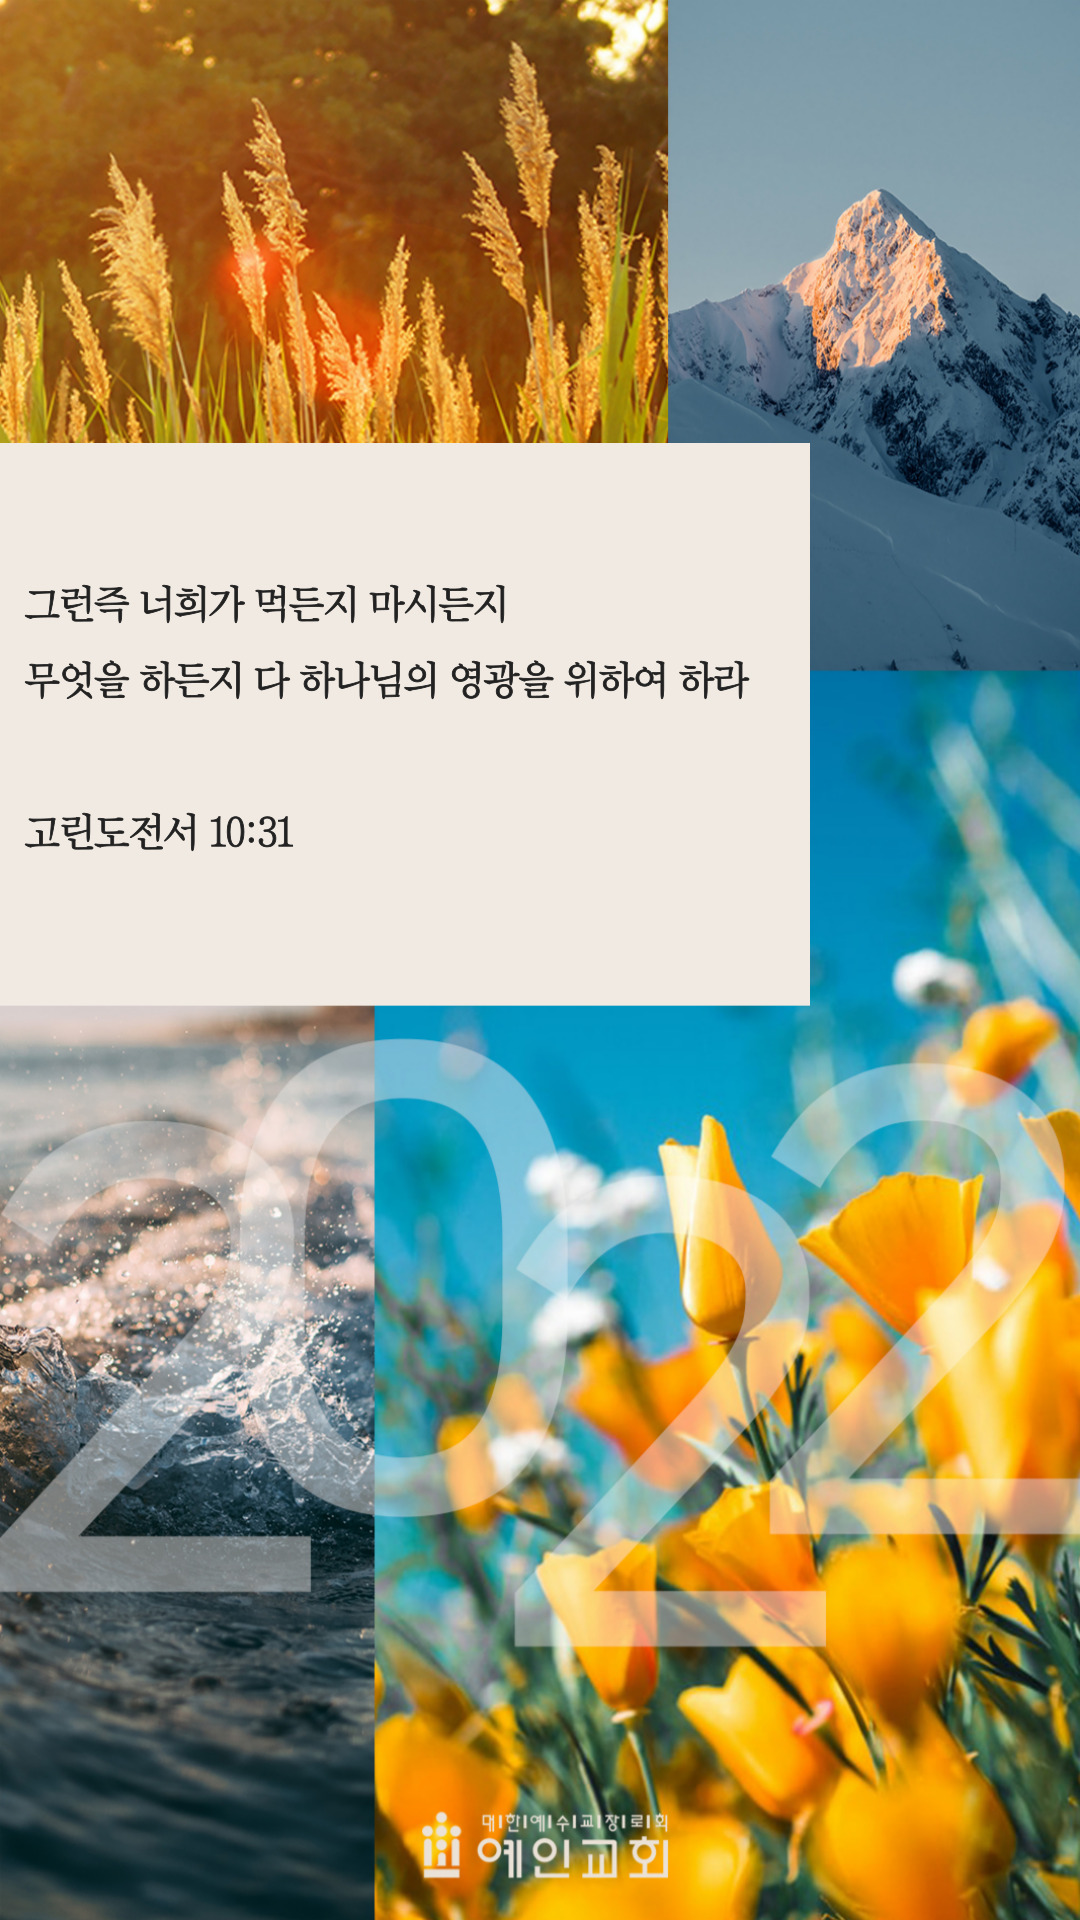 그런즉 너희가 먹든지 마시든지
무엇을 하든지 다 하나님의 영광을 위하여 하라
고린도전서 10:31
2022
대한예수교장로회
예인교회